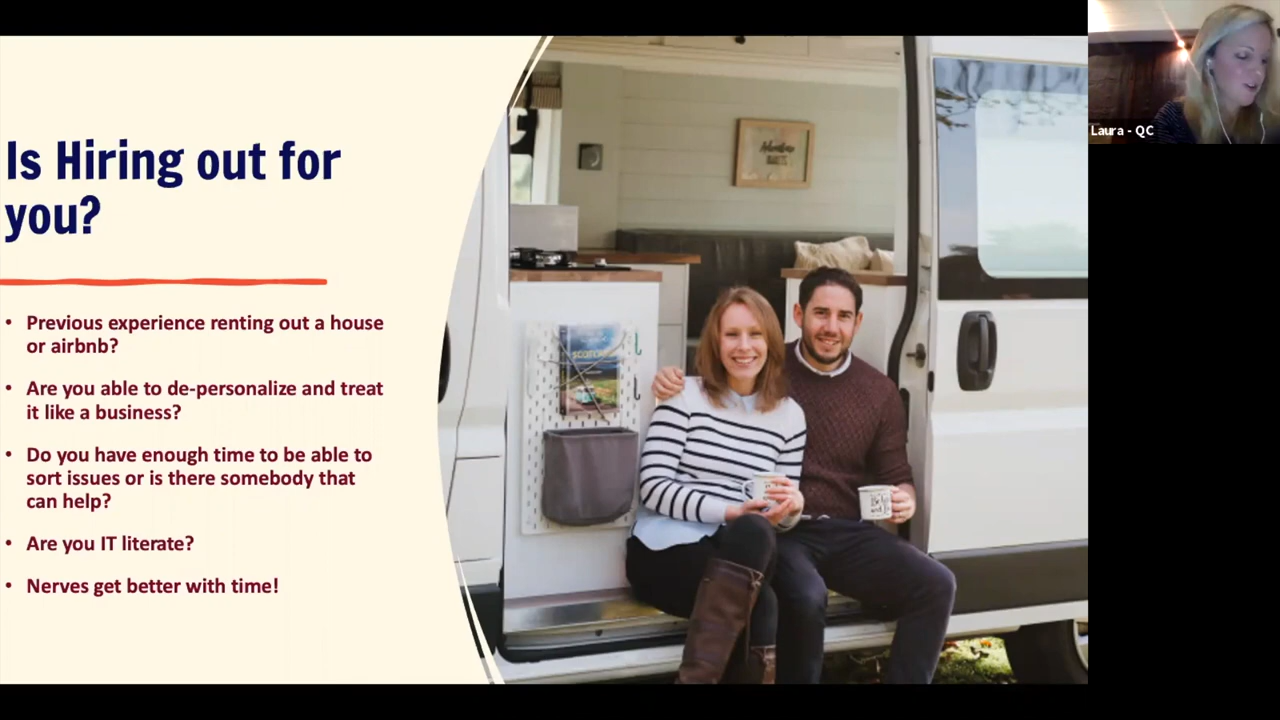 Is Hiring out for
you?
• Previous experience renting out a house
or airbnb?
• Are you able to de-personalize and treat
it like a business?
• Do you have enough time to be able to
sort issues or is there somebody that
can help?
• Are you IT literate?
• Nerves get better with time!
Adventure
Laura - QC